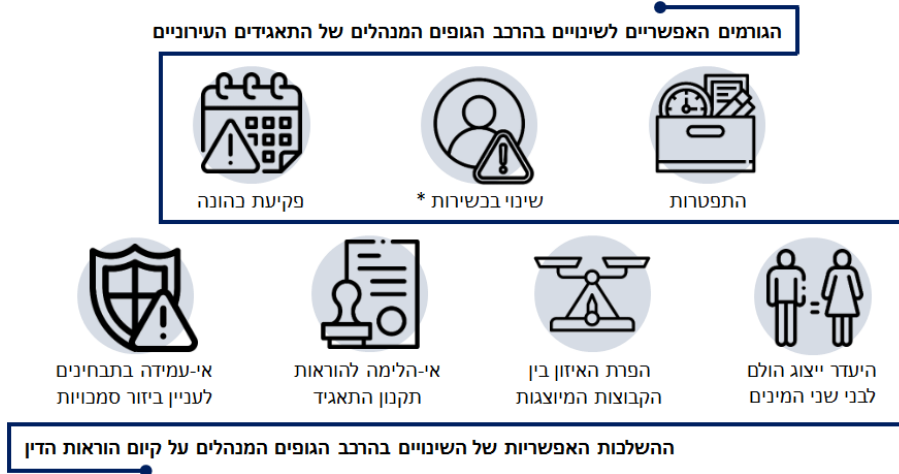 הגורמים האפשריים לשינויים בהרכב הגופים המנהלים של התאגידים העירוניים
התפטרות
שינוי בכשירות *
פקיעת כהונה
היעדר ייצוג הולם
לבני שני המינים
הפרת האיזון בין
הקבוצות המיוצגות
אי-הלימה להוראות
תקנון התאגיד
אי-עמידה בתבחינים
לעניין ביזור סמכויות
ההשלכות האפשריות של השינויים בהרכב הגופים המנהלים על קיום הוראות הדין